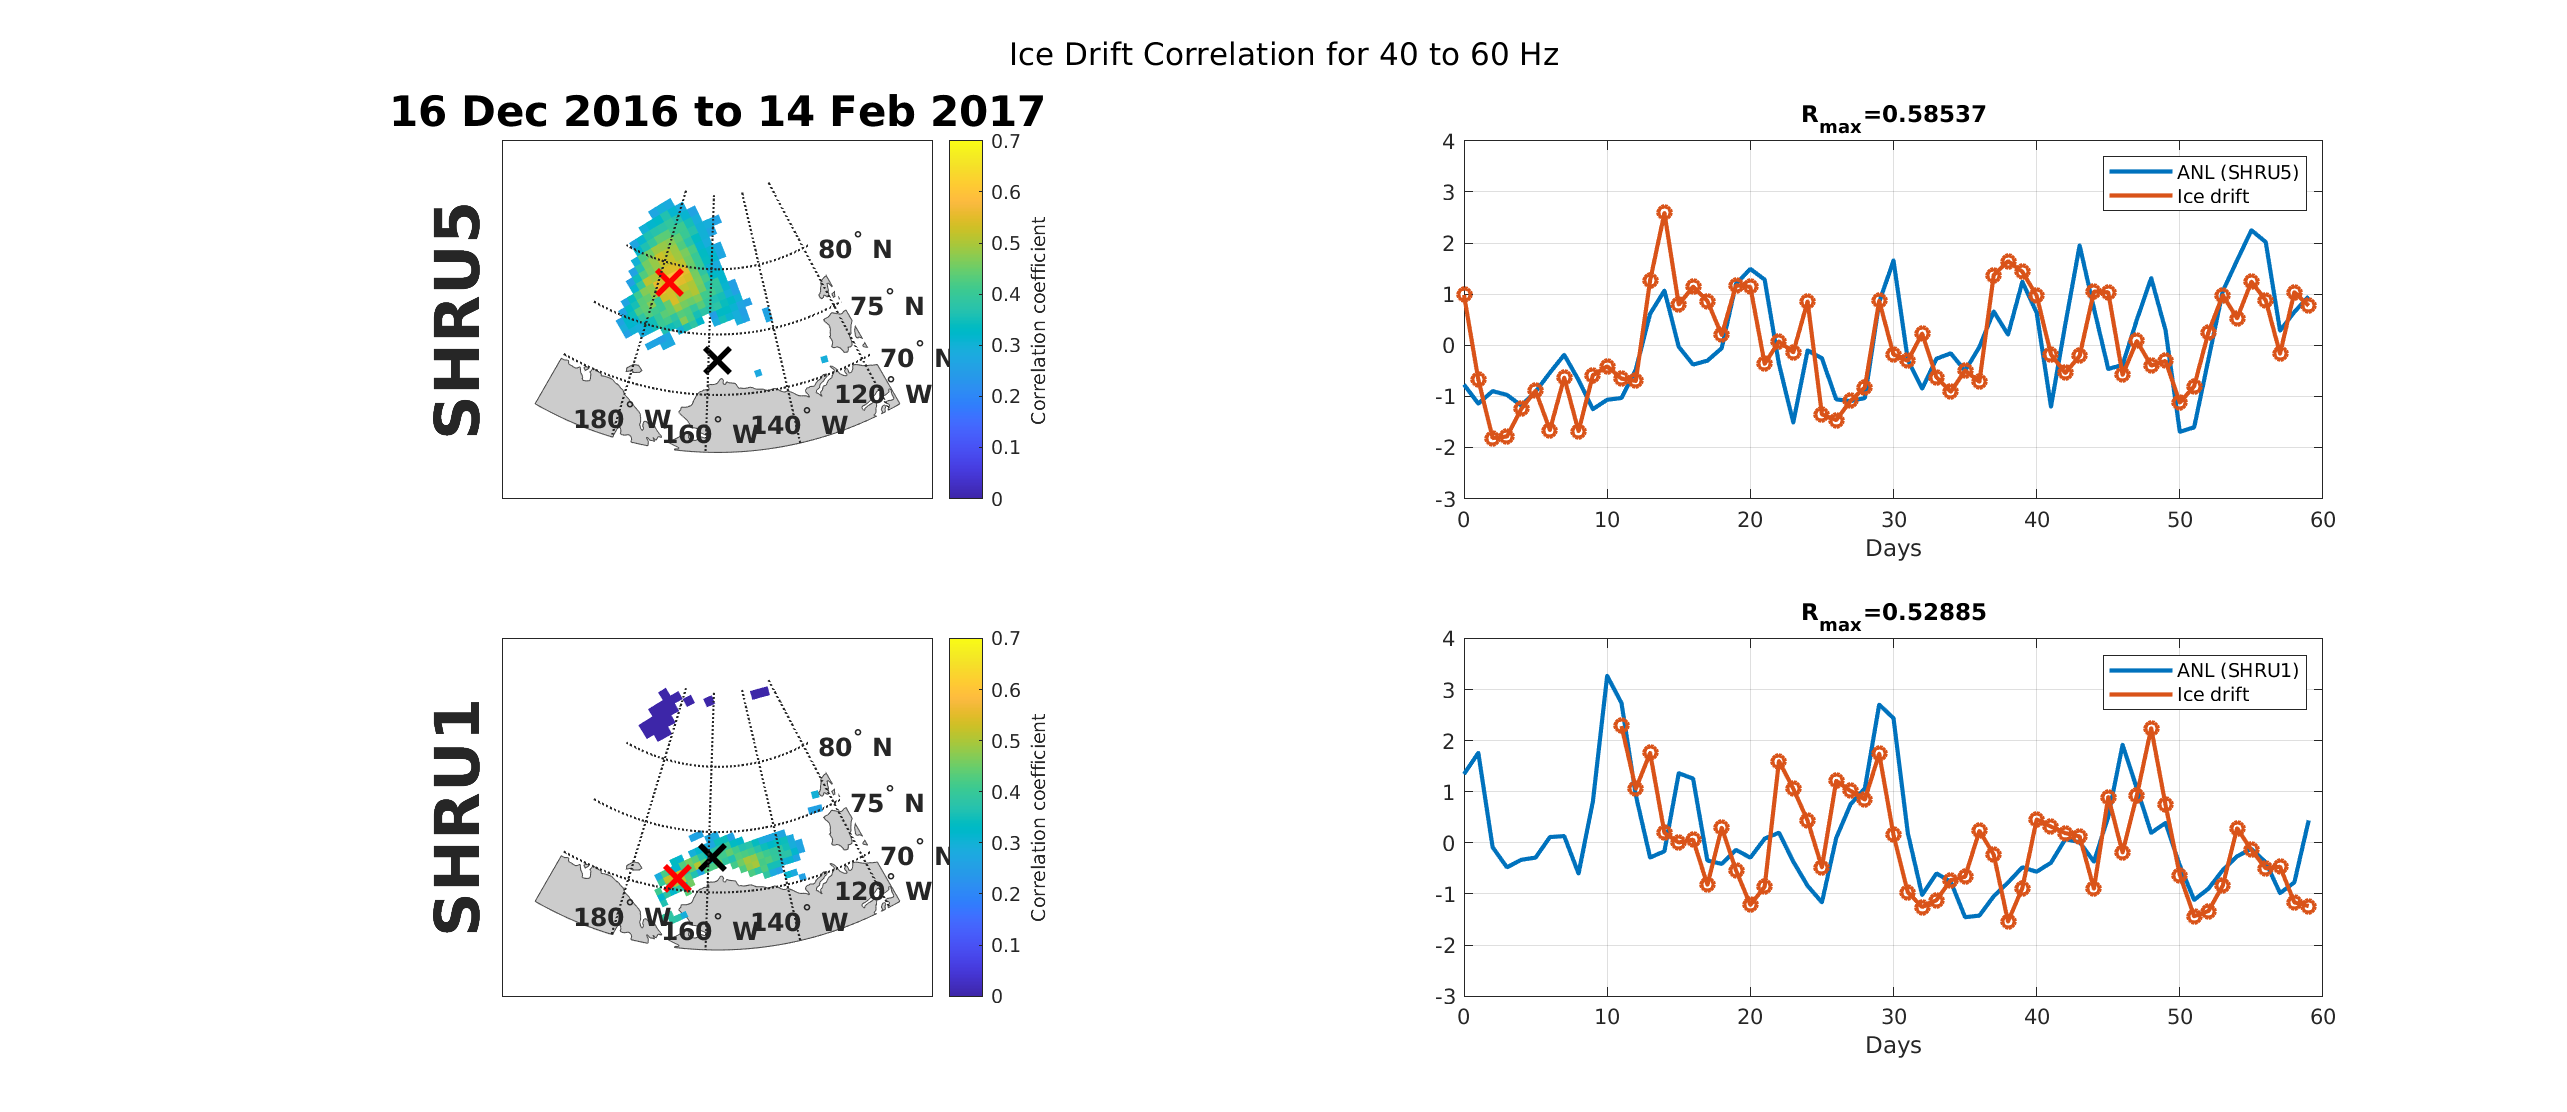 Ice Drift Correlation for 40 to 60 Hz
16 Dec 2016 to 14 Feb 2017
SHRU5
80° N
75° N
70° N
120° W
180° W
160° W
140° W
0.7
0.6
0.5
0.4
0.3
0.2
0.1
0
Correlation coefficient
Rmax=0.58537
4
3
2
1
0
-1
-2
-3
0 10 20 30 40 50 60
Days
ANL (SHRU5)
Ice drift
SHRU1
80° N
75° N
70° N
120° W
180° W
160° W
140° W
0.7
0.6
0.5
0.4
0.3
0.2
0.1
0
Correlation coefficient
Rmax=0.52885
4
3
2
1
0
-1
-2
-3
0 10 20 30 40 50 60
Days
ANL (SHRU1)
Ice drift